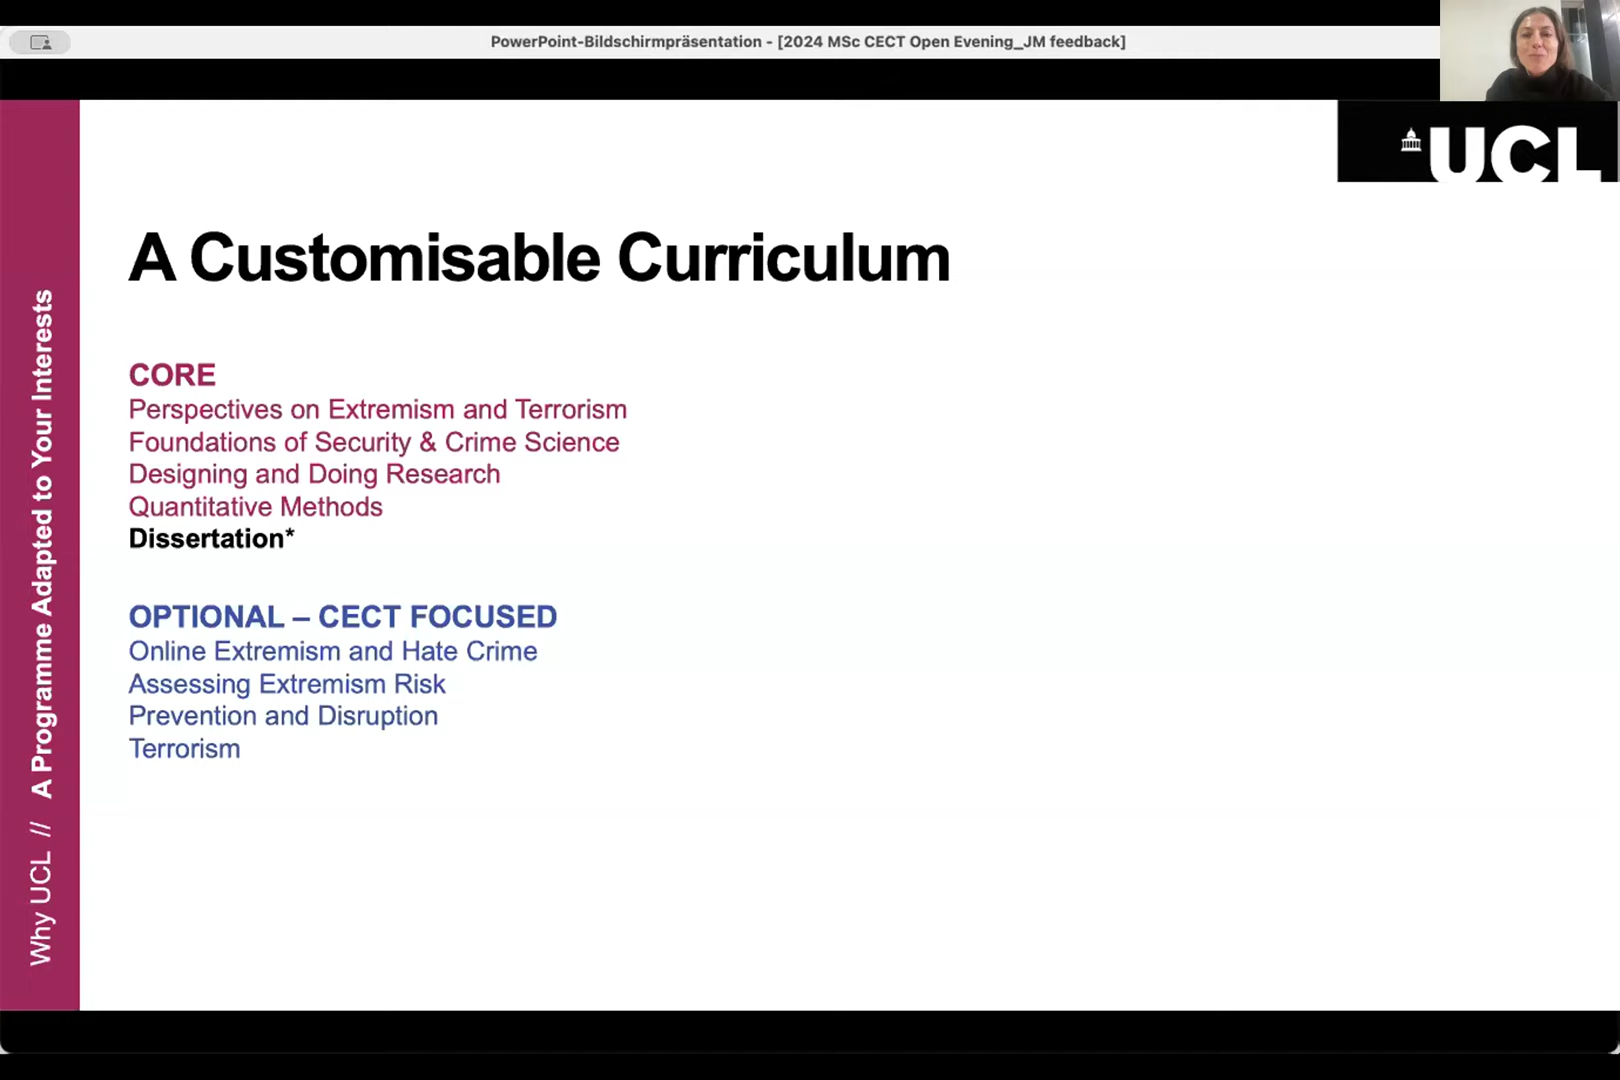 PowerPoint-Bildschirmpräsentation - [2024 MSc CECT Open Evening_JM feedback]
UCL
Why UCL // A Programme Adapted to Your Interests
A Customisable Curriculum
CORE
Perspectives on Extremism and Terrorism
Foundations of Security & Crime Science
Designing and Doing Research
Quantitative Methods
Dissertation*
OPTIONAL – CECT FOCUSED
Online Extremism and Hate Crime
Assessing Extremism Risk
Prevention and Disruption
Terrorism